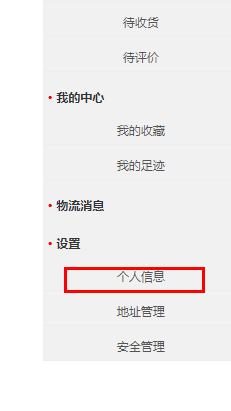 待收货
待评价
• 我的中心
我的收藏
我的足迹
• 物流消息
• 设置
个人信息
地址管理
安全管理